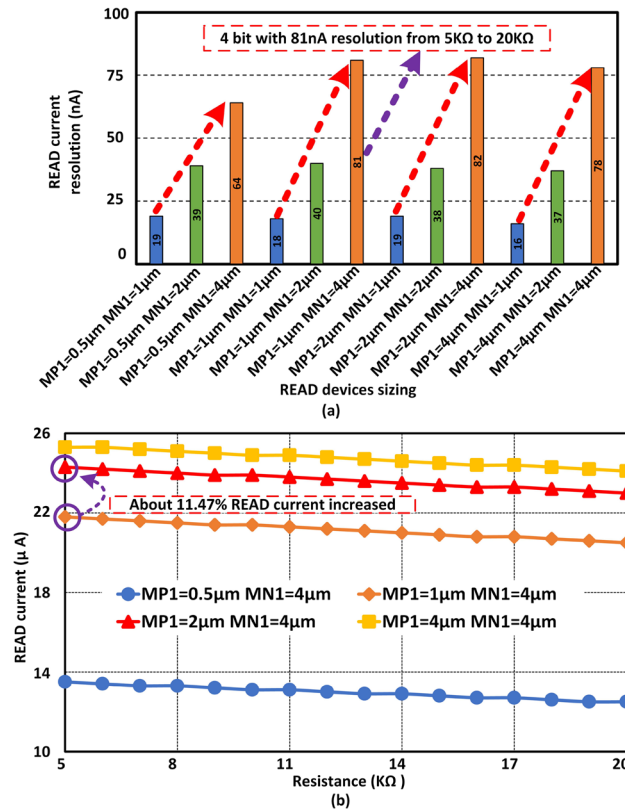 4 bit with 81nA resolution from 5KΩ to 20KΩ
READ current
resolution (nA)
100
75
50
25
0
19
39
64
18
40
81
19
38
82
16
37
78
MP1=0.5µm MN1=1µm
MP1=0.5µm MN1=2µm
MP1=0.5µm MN1=4µm
MP1=1µm MN1=1µm
MP1=1µm MN1=2µm
MP1=1µm MN1=4µm
MP1=2µm MN1=1µm
MP1=2µm MN1=2µm
MP1=2µm MN1=4µm
MP1=4µm MN1=1µm
MP1=4µm MN1=2µm
MP1=4µm MN1=4µm
READ devices sizing
(a)
READ current (µ A)
26
22
18
14
10
About 11.47% READ current increased
MP1=0.5µm MN1=4µm
MP1=1µm MN1=4µm
MP1=2µm MN1=4µm
MP1=4µm MN1=4µm
5
8
11
14
17
20
Resistance (KΩ )
(b)